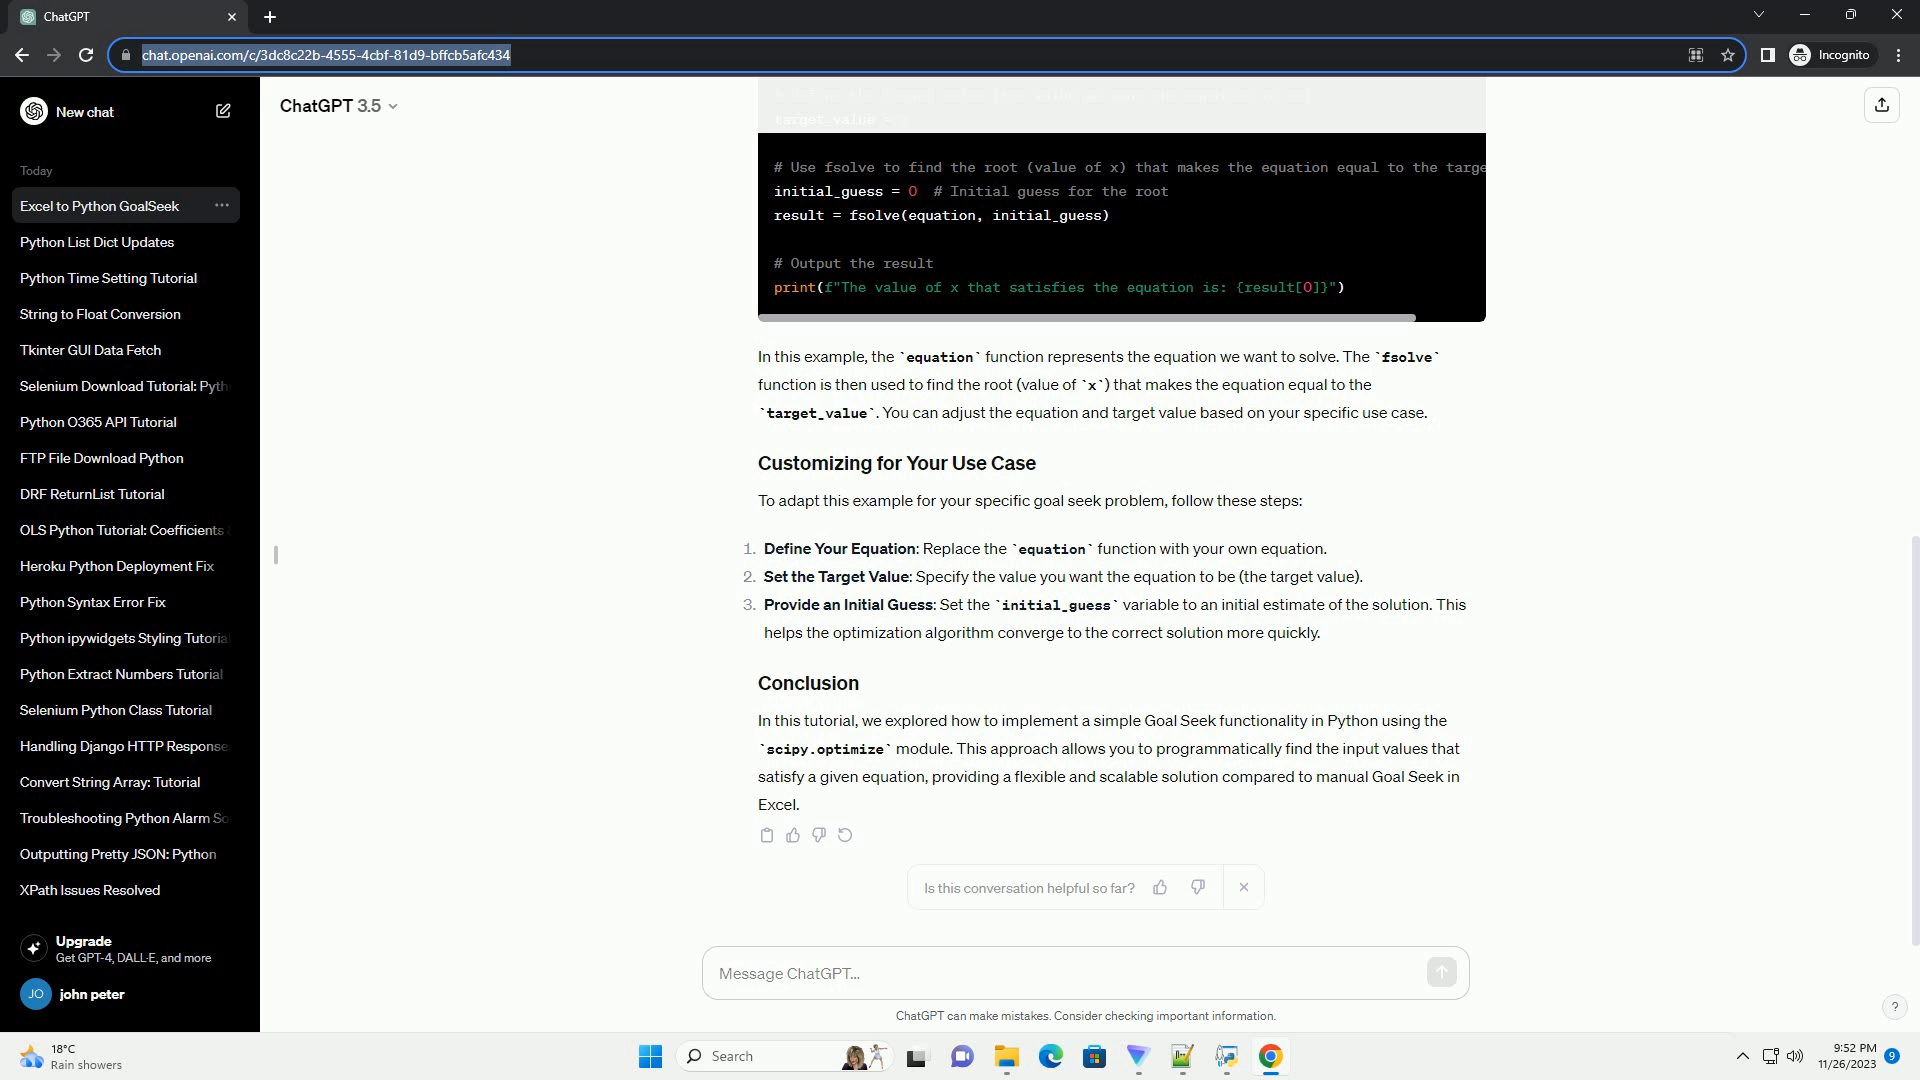 ChatGPT
chat.openai.com/c/3dc8c22b-4555-4cbf-81d9-bffcb5afc434
Incognito
New chat
ChatGPT 3.5
Today
Excel to Python GoalSeek
Python List Dict Updates
Python Time Setting Tutorial
String to Float Conversion
Tkinter GUI Data Fetch
Selenium Download Tutorial: Pyth
Python O365 API Tutorial
FTP File Download Python
DRF ReturnList Tutorial
OLS Python Tutorial: Coefficients
Heroku Python Deployment Fix
Python Syntax Error Fix
Python ipywidgets Styling Tutoria
Python Extract Numbers Tutorial
Selenium Python Class Tutorial
Handling Django HTTP Response
Convert String Array: Tutorial
Troubleshooting Python Alarm So
Outputting Pretty JSON: Python
XPath Issues Resolved
Upgrade
Get GPT-4, DALL·E, and more
JO
john peter
target_value =
# Use fsolve to find the root (value of x) that makes the equation equal to the targe
initial_guess = 0  # Initial guess for the root
result = fsolve(equation, initial_guess)
# Output the result
print(f"The value of x that satisfies the equation is: {result[0]}")
In this example, the `equation` function represents the equation we want to solve. The `fsolve`
function is then used to find the root (value of `x`) that makes the equation equal to the
`target_value`. You can adjust the equation and target value based on your specific use case.
Customizing for Your Use Case
To adapt this example for your specific goal seek problem, follow these steps:
1. Define Your Equation: Replace the `equation` function with your own equation.
2. Set the Target Value: Specify the value you want the equation to be (the target value).
3. Provide an Initial Guess: Set the `initial_guess` variable to an initial estimate of the solution. This
helps the optimization algorithm converge to the correct solution more quickly.
Conclusion
In this tutorial, we explored how to implement a simple Goal Seek functionality in Python using the
`scipy.optimize` module. This approach allows you to programmatically find the input values that
satisfy a given equation, providing a flexible and scalable solution compared to manual Goal Seek in
Excel.
Is this conversation helpful so far?
Message ChatGPT...
ChatGPT can make mistakes. Consider checking important information.
?
18°C
Rain showers
Search
9:52 PM
11/26/2023
9